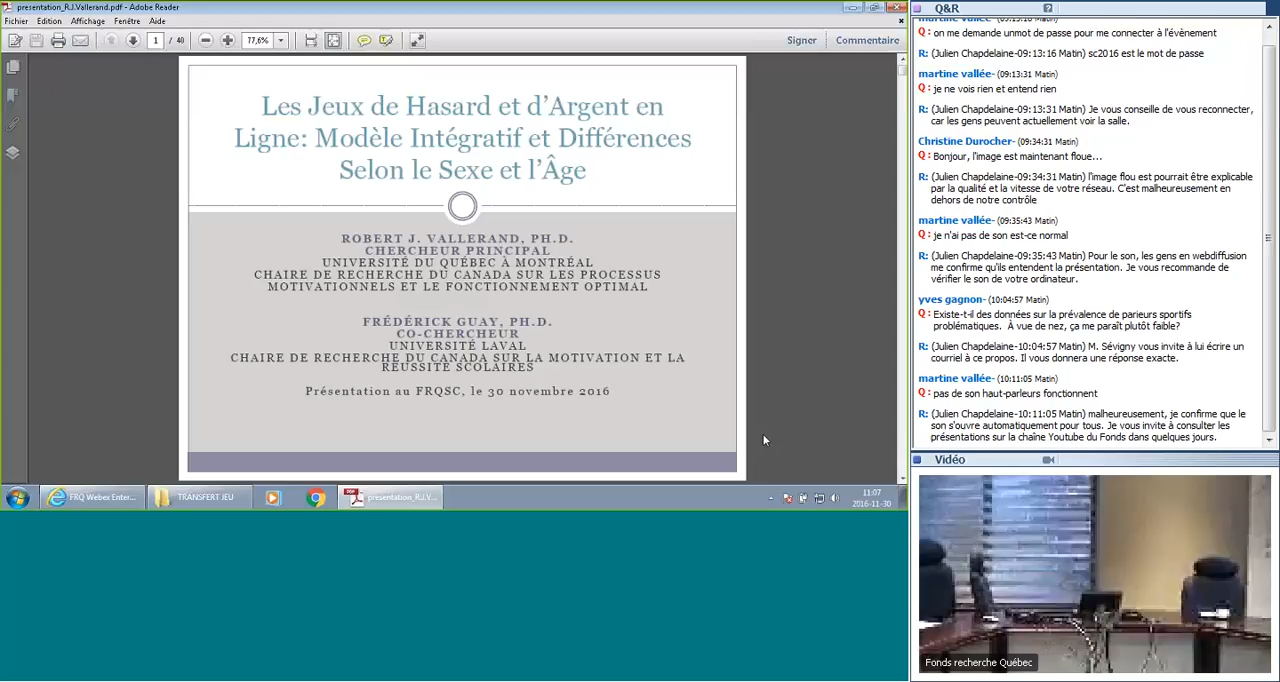 presentation_R.J.Vallerand.pdf - Adobe Reader
Fichier Edition Affichage Fenêtre Aide
1 / 40 77,6% Signer Commentaire
Les Jeux de Hasard et d’Argent en
Ligne: Modèle Intégratif et Différences
Selon le Sexe et l’Âge
ROBERT J. VALLERAND, PH.D.
CHERCHEUR PRINCIPAL
UNIVERSITÉ DU QUÉBEC À MONTRÉAL
CHAIRE DE RECHERCHE DU CANADA SUR LES PROCESSUS
MOTIVATIONNELS ET LE FONCTIONNEMENT OPTIMAL
FRÉDÉRICK GUAY, PH.D.
CO-CHERCHEUR
UNIVERSITÉ LAVAL
CHAIRE DE RECHERCHE DU CANADA SUR LA MOTIVATION ET LA
RÉUSSITE SCOLAIRES
Présentation au FRQSC, le 30 novembre 2016
FRQ Webex Enter... TRANSFERT JEU presentation_R.J.V...
11:07
2016-11-30
Q&R
martine vallée- (09:13:16 Matin)
Q: on me demande unmot de passe pour me connecter à l'évènement
R: (Julien Chapdelaine-09:13:16 Matin) sc2016 est le mot de passe
martine vallée- (09:13:31 Matin)
Q: je ne vois rien et entend rien
R: (Julien Chapdelaine-09:13:31 Matin) Je vous conseille de vous reconnecter,
car les gens peuvent actuellement voir la salle.
Christine Durocher- (09:34:31 Matin)
Q: Bonjour, l'image est maintenant floue...
R: (Julien Chapdelaine-09:34:31 Matin) l'image flou est pourrait être explicable
par la qualité et la vitesse de votre réseau. C'est malheureusement en
dehors de notre contrôle
martine vallée- (09:35:43 Matin)
Q: je n'ai pas de son est-ce normal
R: (Julien Chapdelaine-09:35:43 Matin) Pour le son, les gens en webdiffusion
me confirme qu'ils entendent la présentation. Je vous recommande de
vérifier le son de votre ordinateur.
yves gagnon- (10:04:57 Matin)
Q: Existe-t-il des données sur la prévalence de parieurs sportifs
problématiques. À vue de nez, ça me paraît plutôt faible?
R: (Julien Chapdelaine-10:04:57 Matin) M. Sévigny vous invite à lui écrire un
courriel à ce propos. Il vous donnera une réponse exacte.
martine vallée- (10:11:05 Matin)
Q: pas de son haut-parleurs fonctionnent
R: (Julien Chapdelaine-10:11:05 Matin) malheureusement, je confirme que le
son s'ouvre automatiquement pour tous. Je vous invite à consulter les
présentations sur la chaîne Youtube du Fonds dans quelques jours.
Vidéo
Fonds recherche Québec